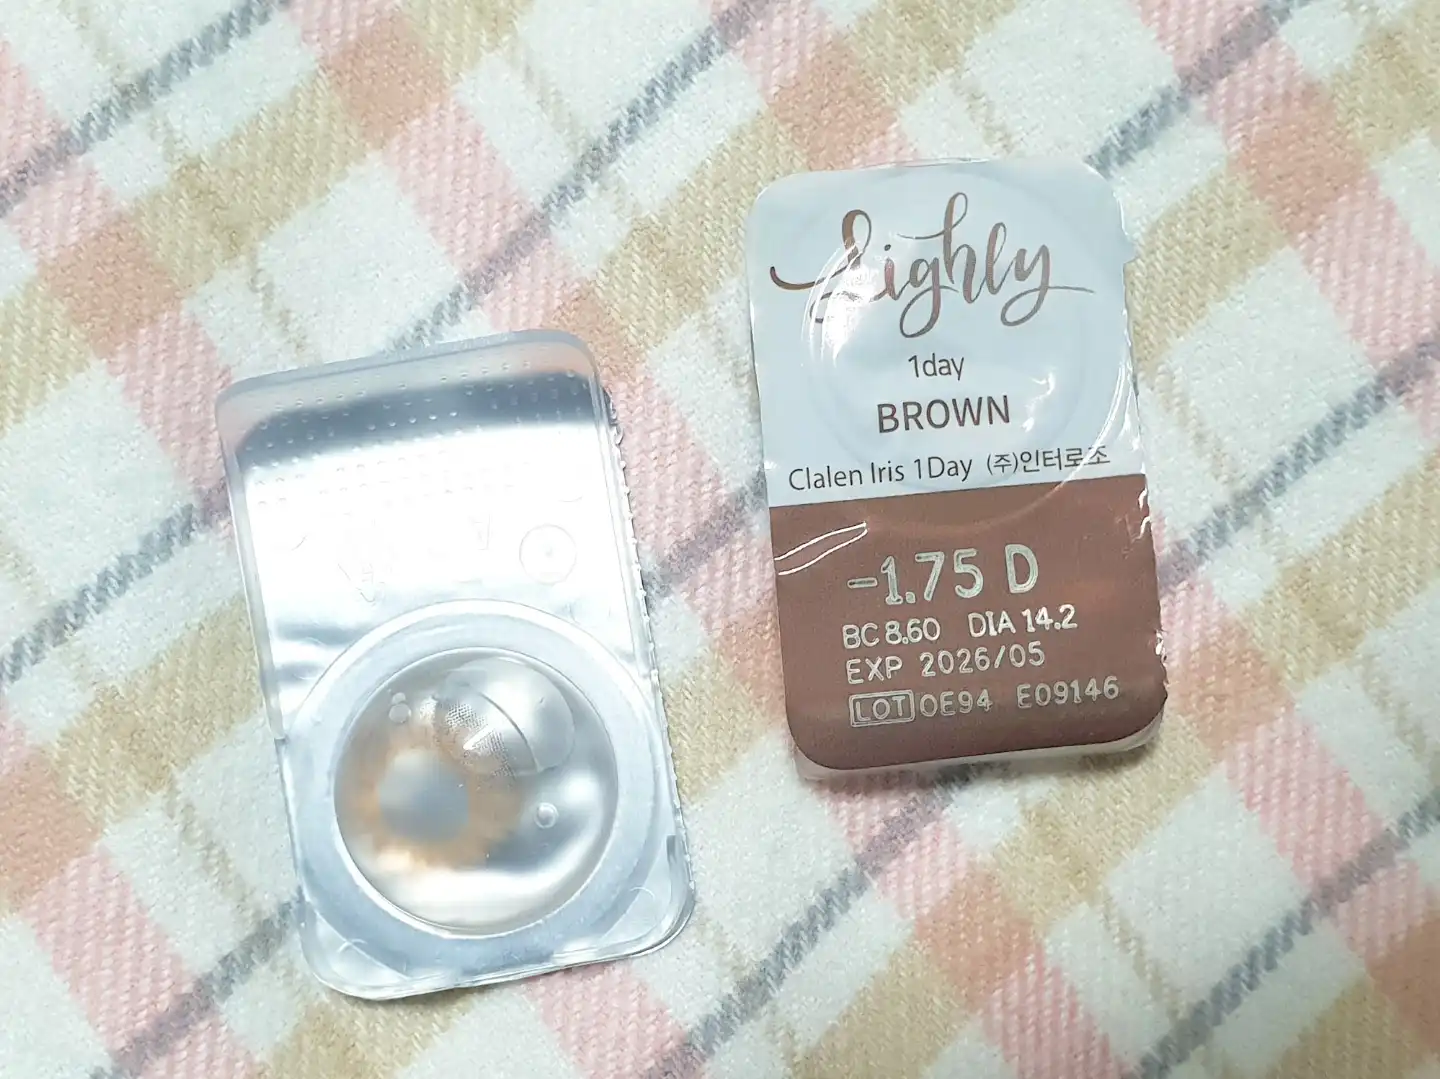 Lighly
1day
BROWN
Clalen Iris 1Day (주)인터로조
-1.75 D
BC 8.60 DIA 14.2
EXP 2026/05
LOT OE94 E09146